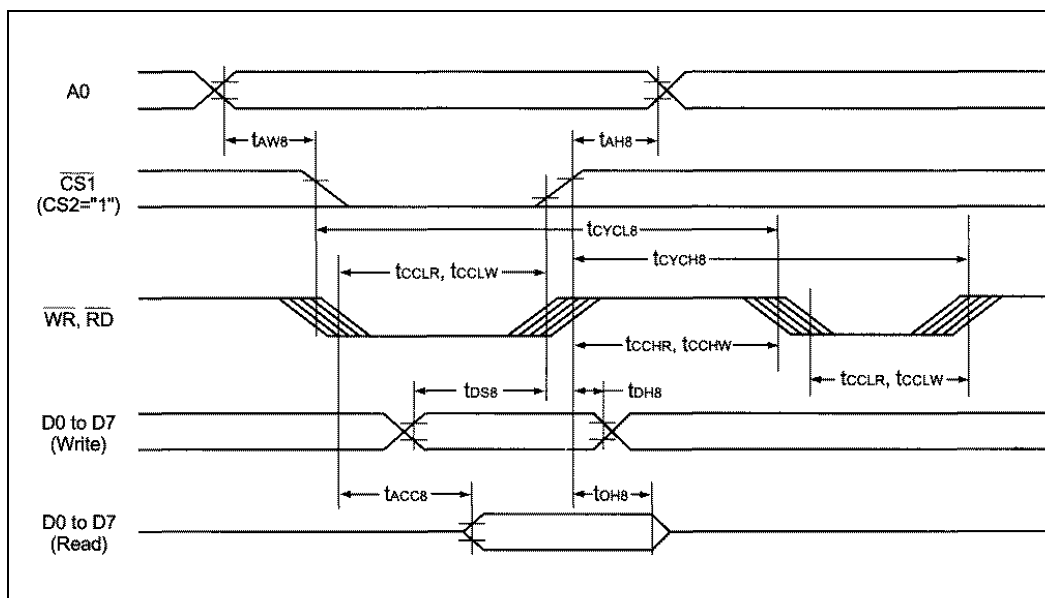 A0
tAW8
tAH8
CS1
(CS2="1")
tCYCL8
tCYCH8
tCCLR, tCCLW
WR, RD
tCCHR, tCCHW
tCCLR, tCCLW
tDS8
tDH8
D0 to D7
(Write)
tACC8
tOH8
D0 to D7
(Read)